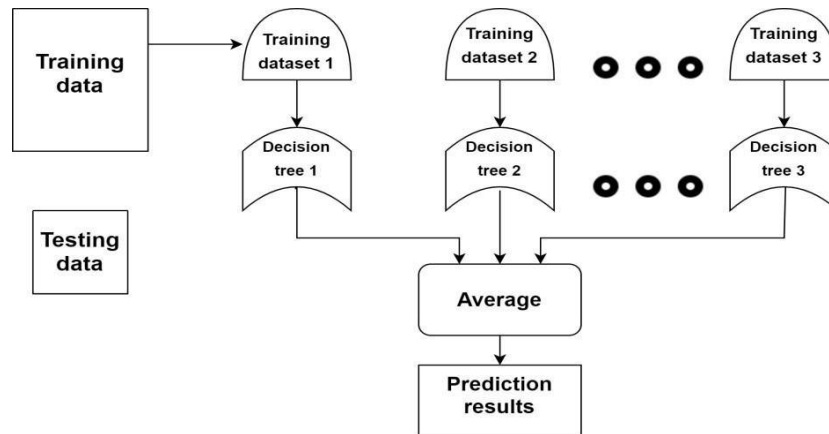 Training
data
Training
dataset 1
Training
dataset 2
Training
dataset 3
Decision
tree 1
Decision
tree 2
Decision
tree 3
Testing
data
Average
Prediction
results